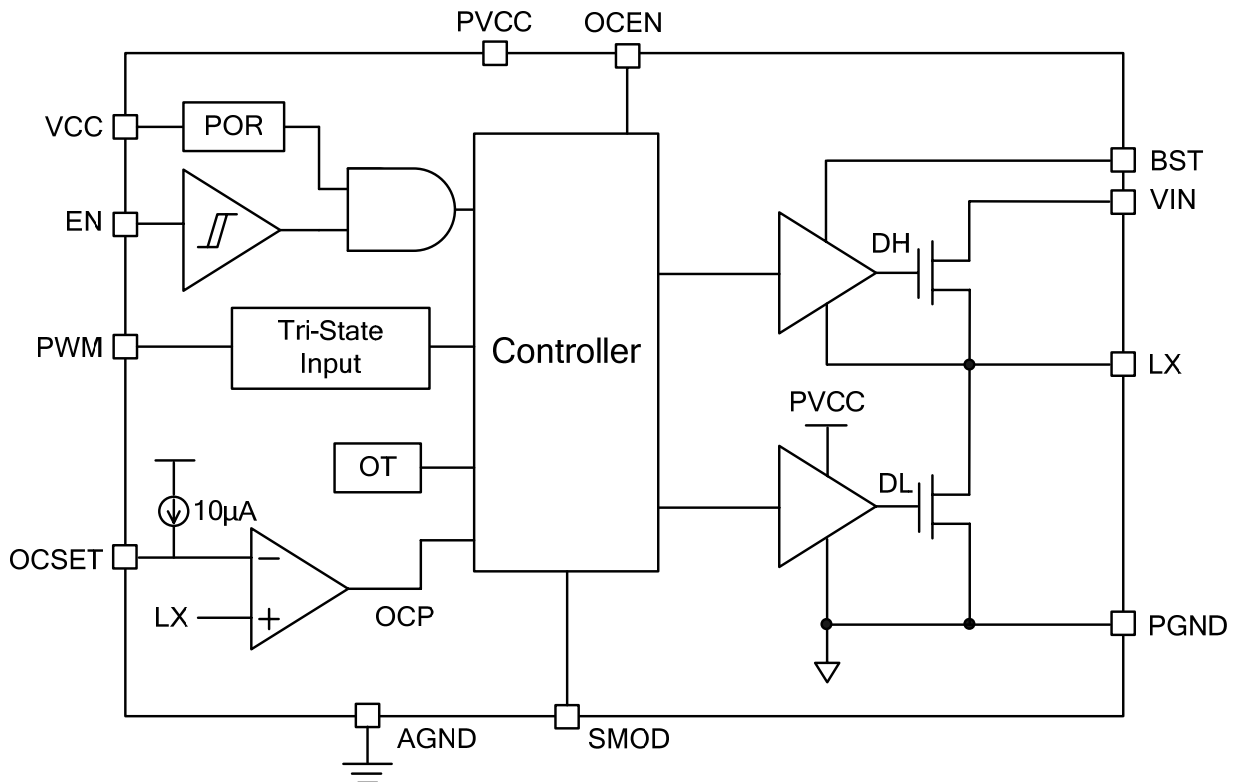 PVCC
OCEN
VCC
POR
BST
VIN
EN
DH
Tri-State
Input
PWM
Controller
LX
PVCC
OT
DL
10µA
OCSET
LX
OCP
PGND
AGND
SMOD